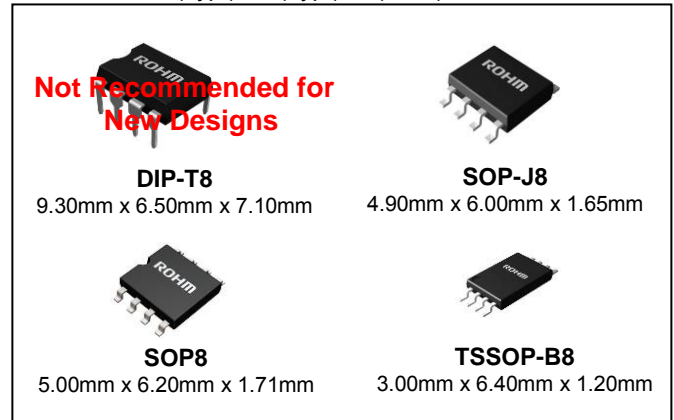 ROHM
Not Recommended for
New Designs
DIP-T8
9.30mm x 6.50mm x 7.10mm
ROHM
SOP-J8
4.90mm x 6.00mm x 1.65mm
ROHM
SOP8
5.00mm x 6.20mm x 1.71mm
ROHM
TSSOP-B8
3.00mm x 6.40mm x 1.20mm